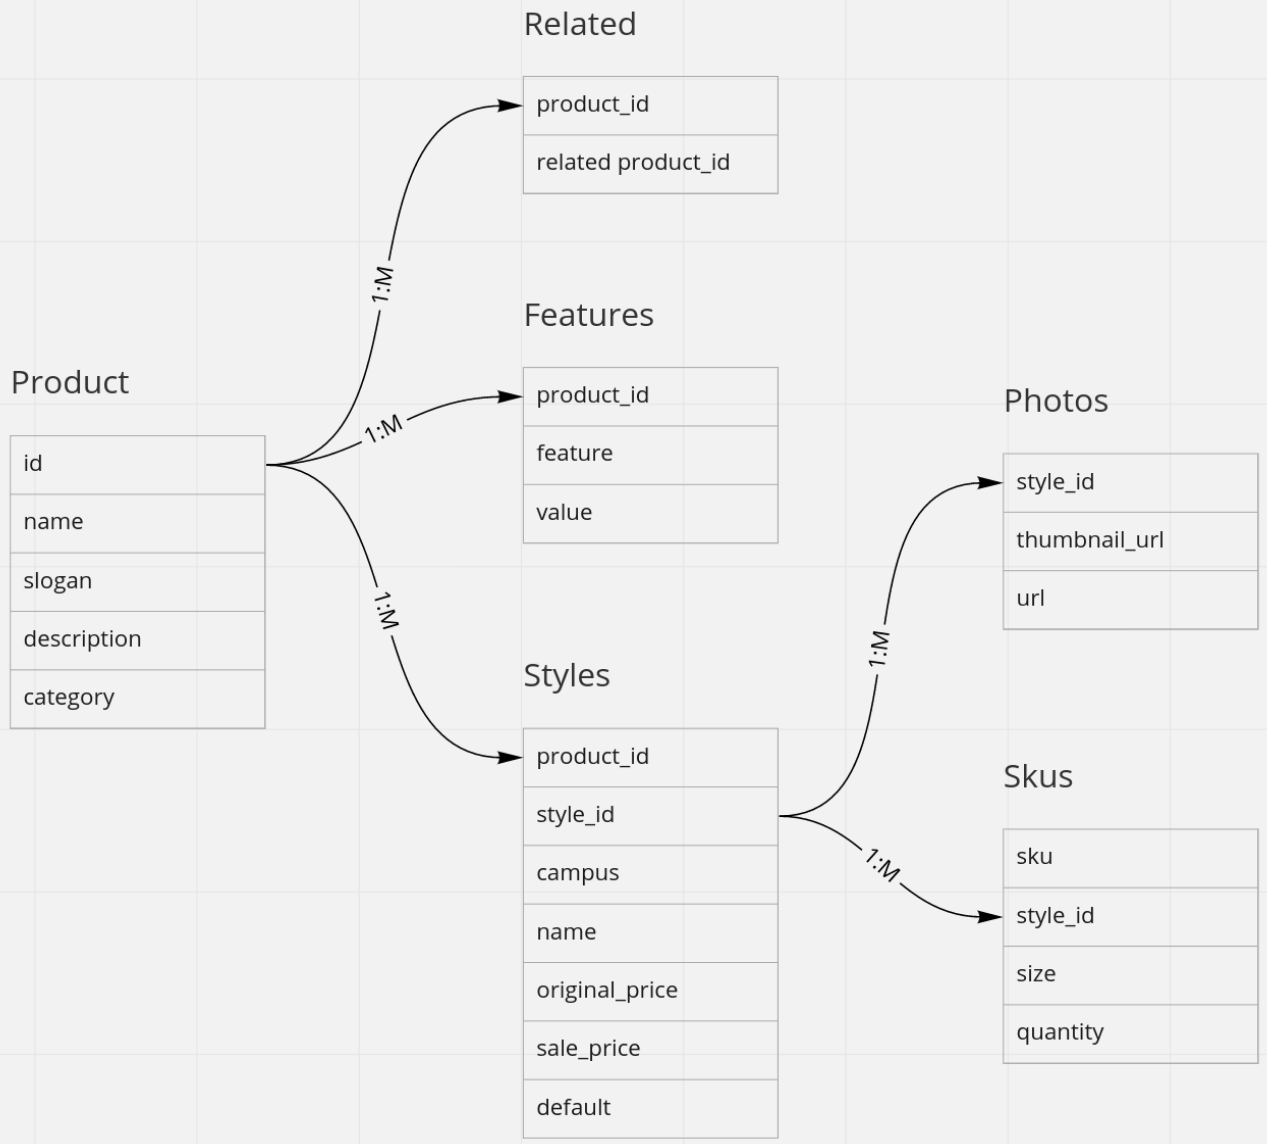 Related
product_id
related product_id
1:M
Features
product_id
feature
value
1:M
Product
id
name
slogan
description
category
1:M
Styles
product_id
style_id
campus
name
original_price
sale_price
default
Photos
style_id
thumbnail_url
url
1:M
Skus
sku
style_id
size
quantity
1:M